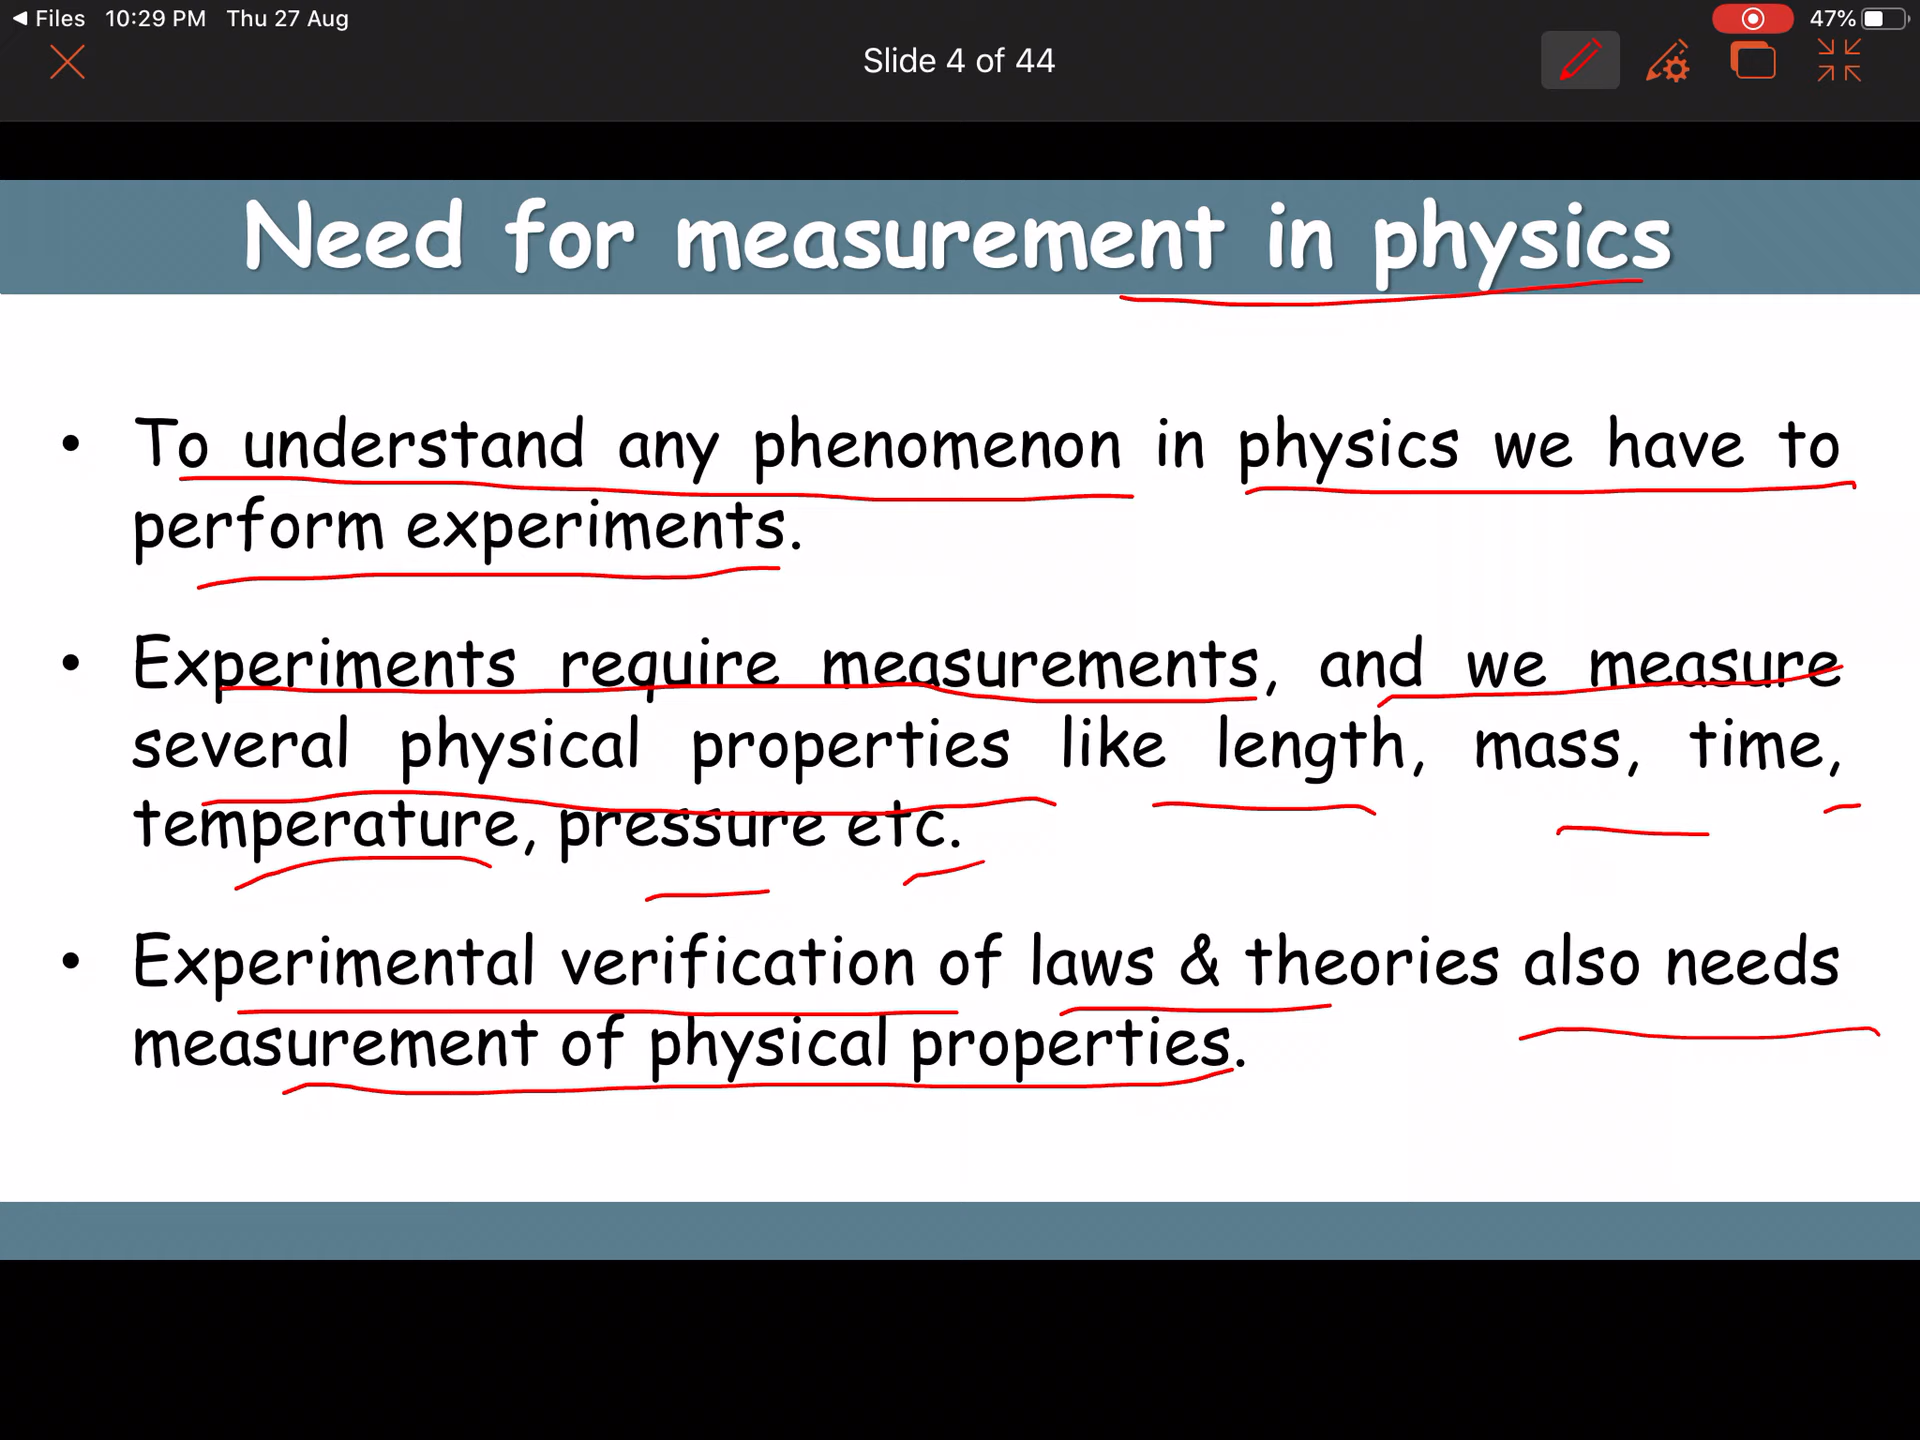 Files 10:29 PM Thu 27 Aug 47%
Slide 4 of 44
Need for measurement in physics
• To understand any phenomenon in physics we have to
perform experiments.
• Experiments require measurements, and we measure
several physical properties like length, mass, time,
temperature, pressure etc.
• Experimental verification of laws & theories also needs
measurement of physical properties.